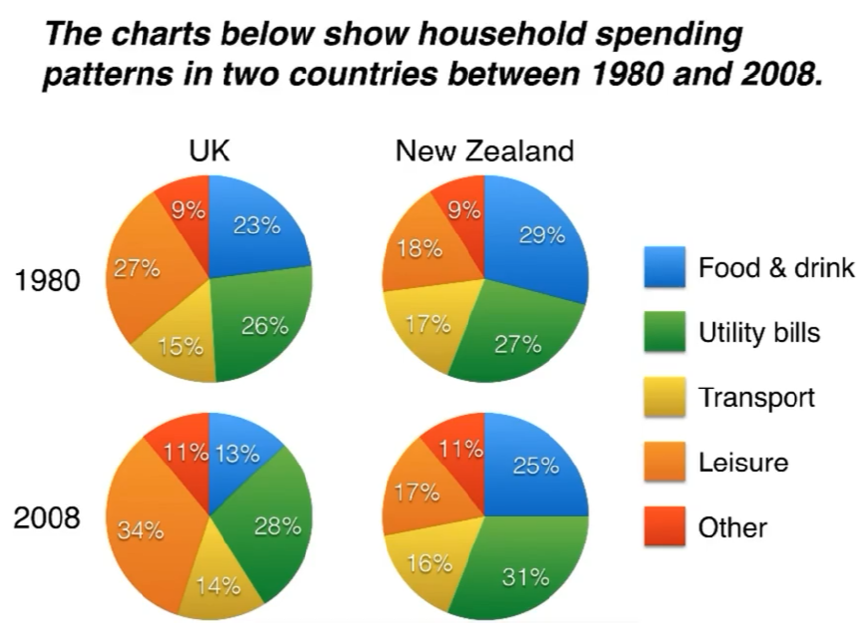 The charts below show household spending
patterns in two countries between 1980 and 2008.
UK
New Zealand
1980
9%
23%
27%
26%
15%
9%
29%
18%
17%
27%
2008
11%
13%
34%
28%
14%
11%
25%
17%
16%
31%
Food & drink
Utility bills
Transport
Leisure
Other